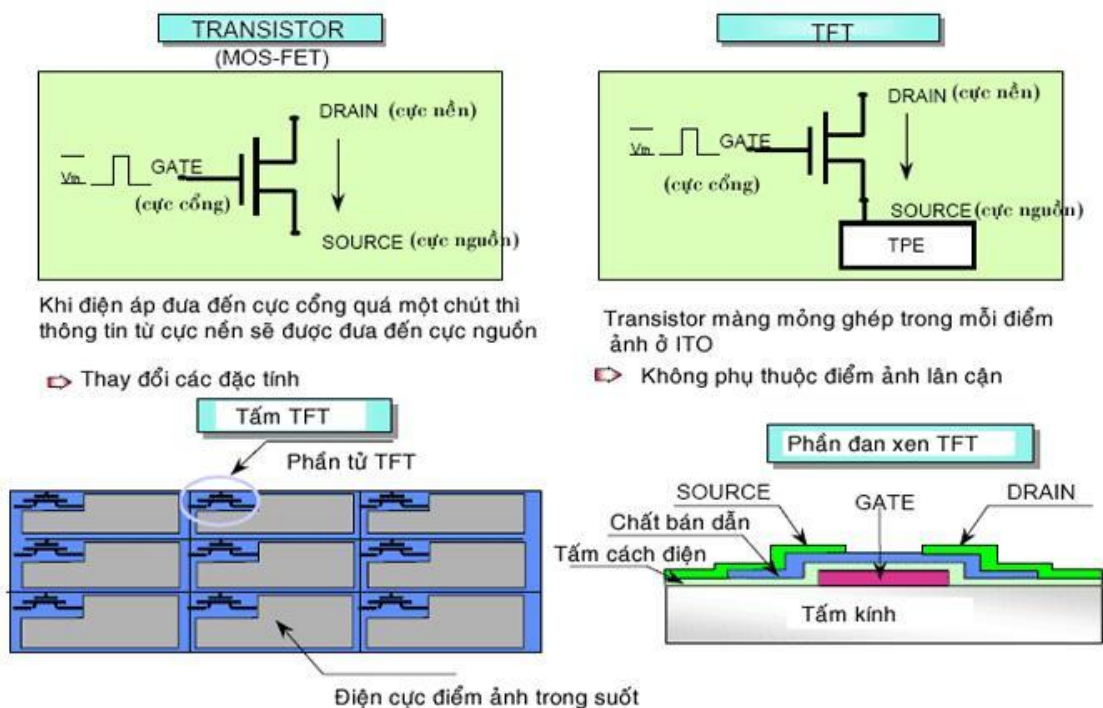 TRANSISTOR
(MOS-FET)
DRAIN (cực nền)
Vth
GATE
(cực cổng)
SOURCE (cực nguồn)
Khi điện áp đưa đến cực cổng quá một chút thì
thông tin từ cực nền sẽ được đưa đến cực nguồn
Thay đổi các đặc tính
TFT
DRAIN (cực nền)
Vth
GATE
(cực cổng)
SOURCE (cực nguồn)
TPE
Transistor màng mỏng ghép trong mỗi điểm
ảnh ở ITO
Không phụ thuộc điểm ảnh lân cận
Tấm TFT
Phần tử TFT
Điện cực điểm ảnh trong suốt
Phần đan xen TFT
SOURCE
GATE
DRAIN
Chất bán dẫn
Tấm cách điện
Tấm kính